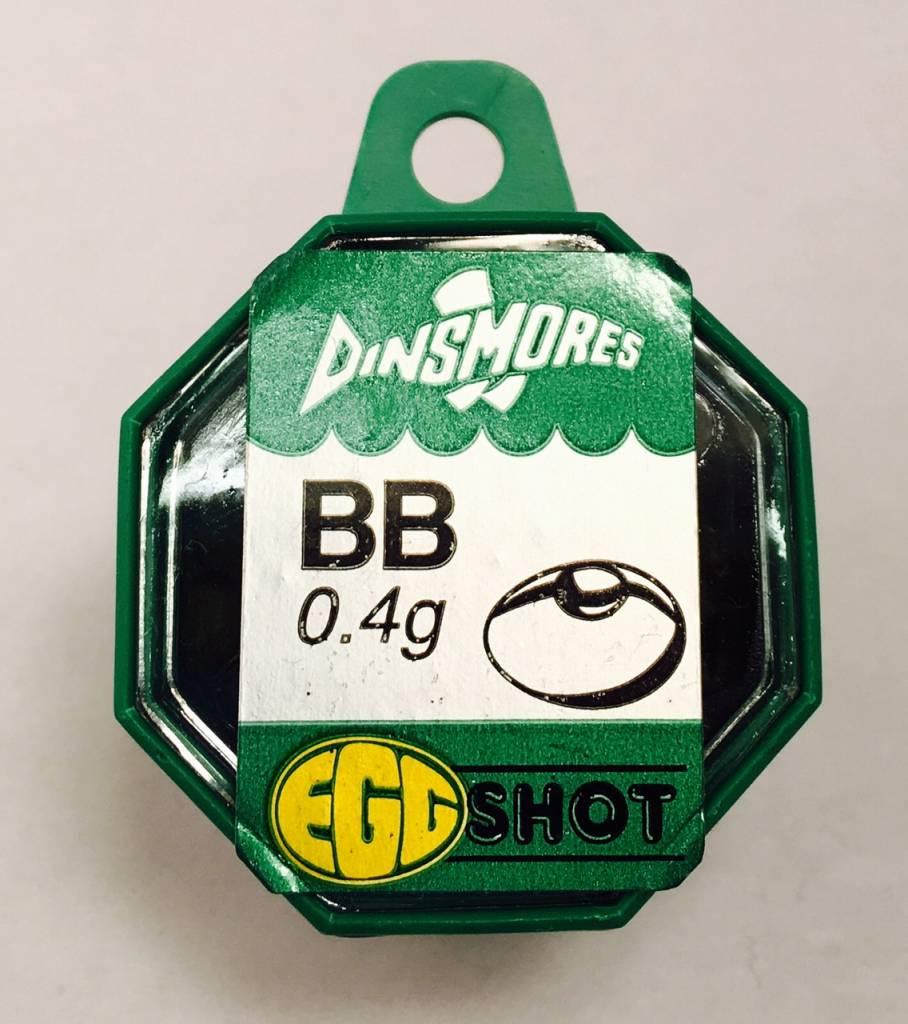 DINSMORES
BB
0.4g
EGG SHOT